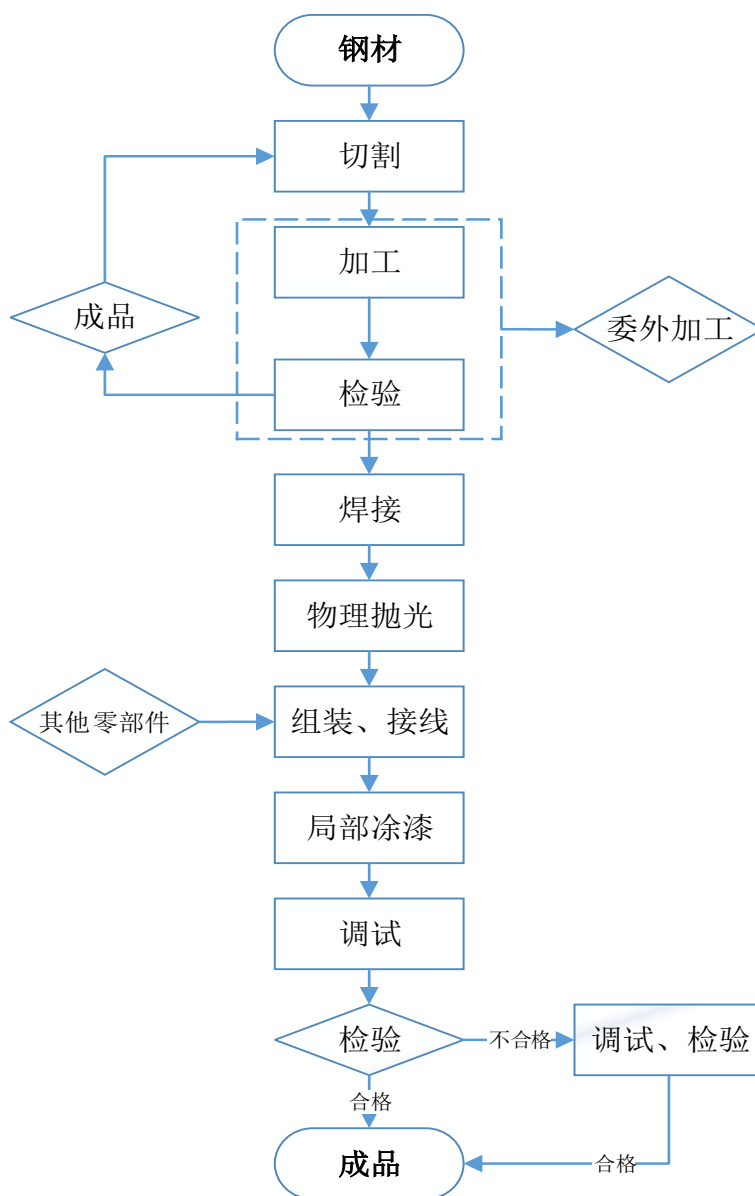 钢材
切割
加工
成品
委外加工
检验
焊接
物理抛光
其他零部件
组装、接线
局部凃漆
调试
检验
不合格
调试、检验
合格
成品
合格